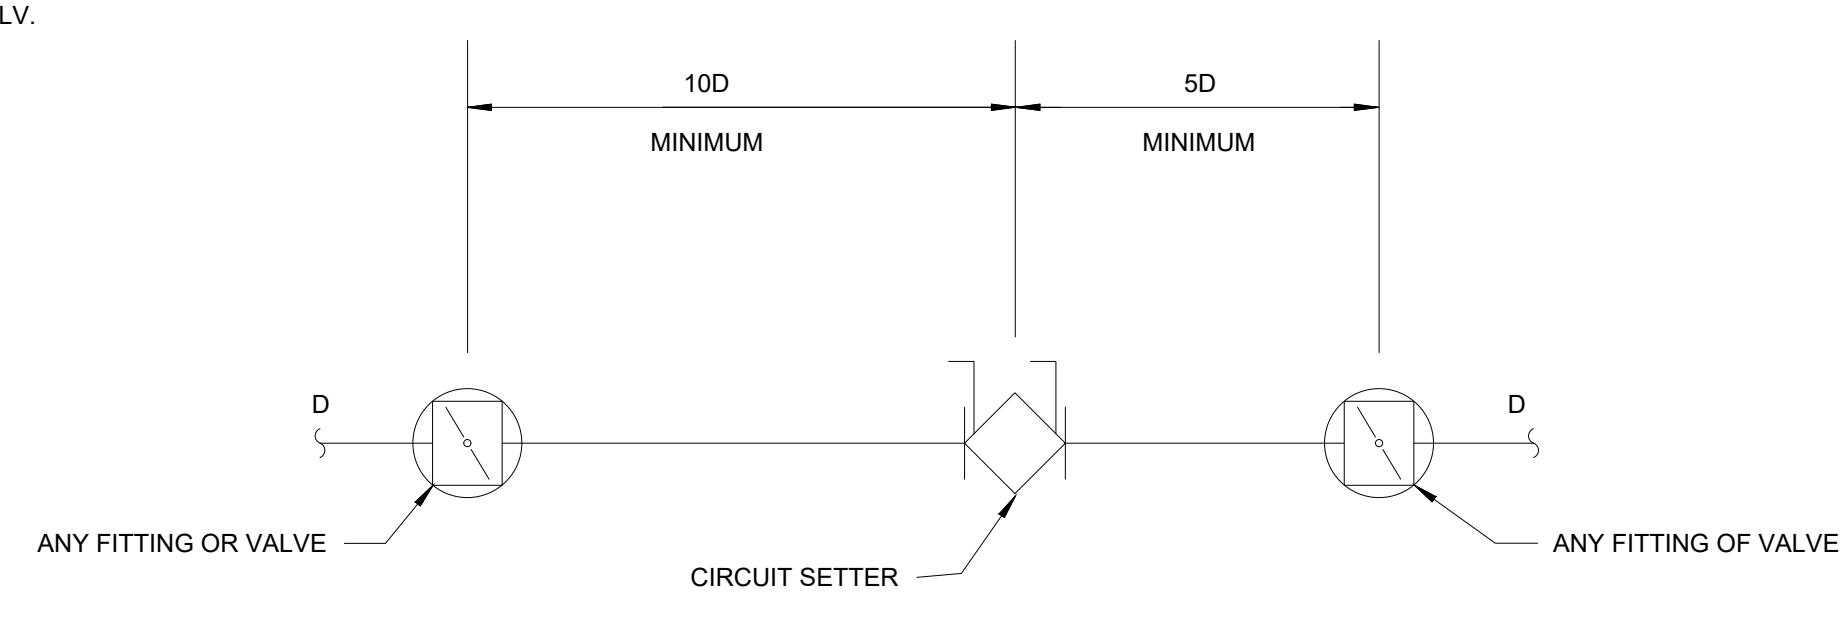 LV.
10D
5D
MINIMUM
MINIMUM
D
D
ANY FITTING OR VALVE
ANY FITTING OF VALVE
CIRCUIT SETTER